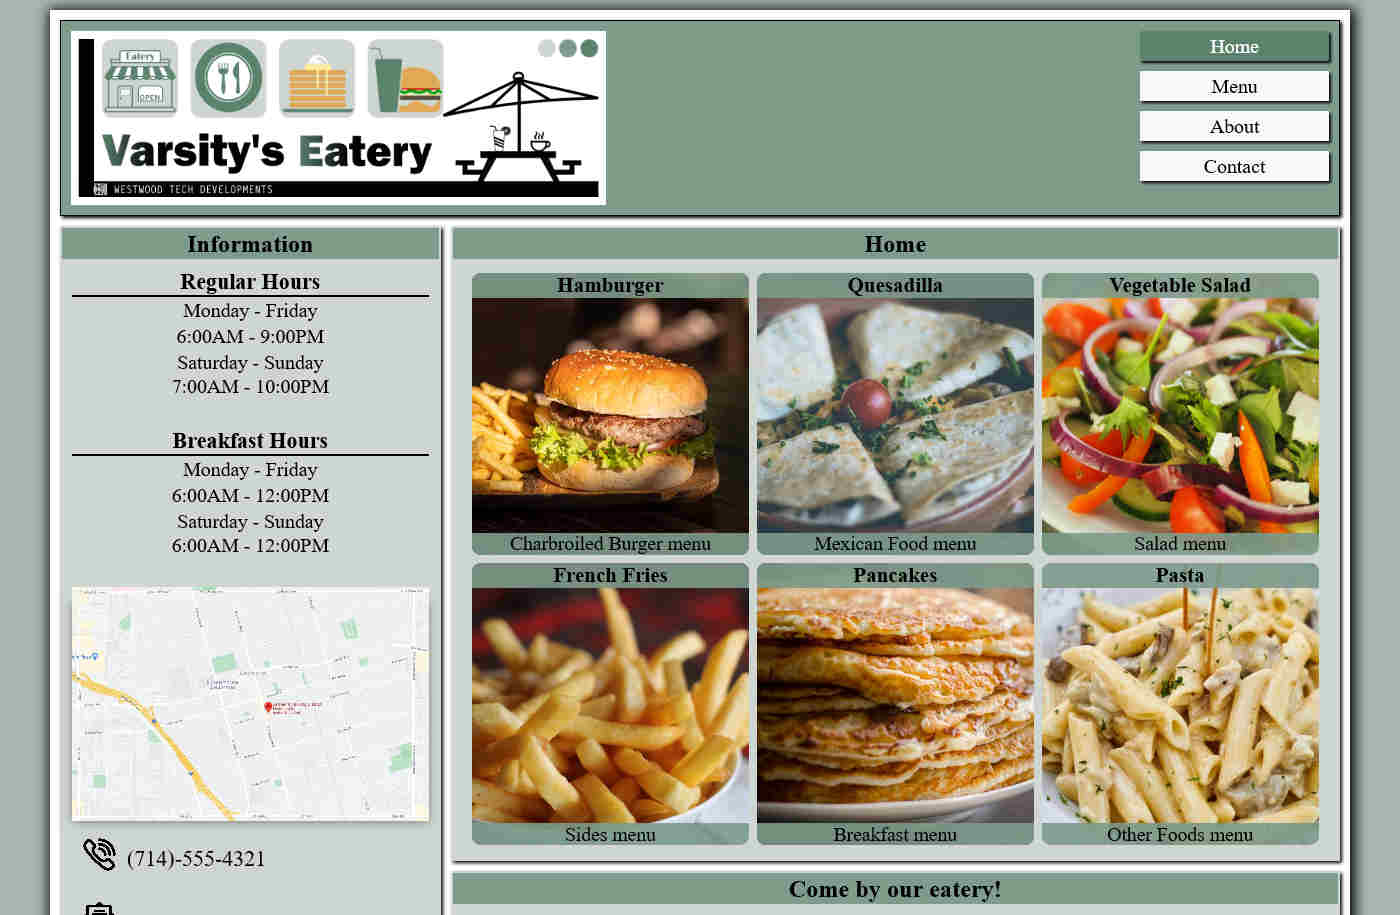 Eatery
OPEN
Varsity's Eatery
WESTWOOD TECH DEVELOPMENTS
Home
Menu
About
Contact
Information
Regular Hours
Monday - Friday
6:00AM - 9:00PM
Saturday - Sunday
7:00AM - 10:00PM
Breakfast Hours
Monday - Friday
6:00AM - 12:00PM
Saturday - Sunday
6:00AM - 12:00PM
(714)-555-4321
Home
Hamburger
Charbroiled Burger menu
Quesadilla
Mexican Food menu
Vegetable Salad
Salad menu
French Fries
Sides menu
Pancakes
Breakfast menu
Pasta
Other Foods menu
Come by our eatery!